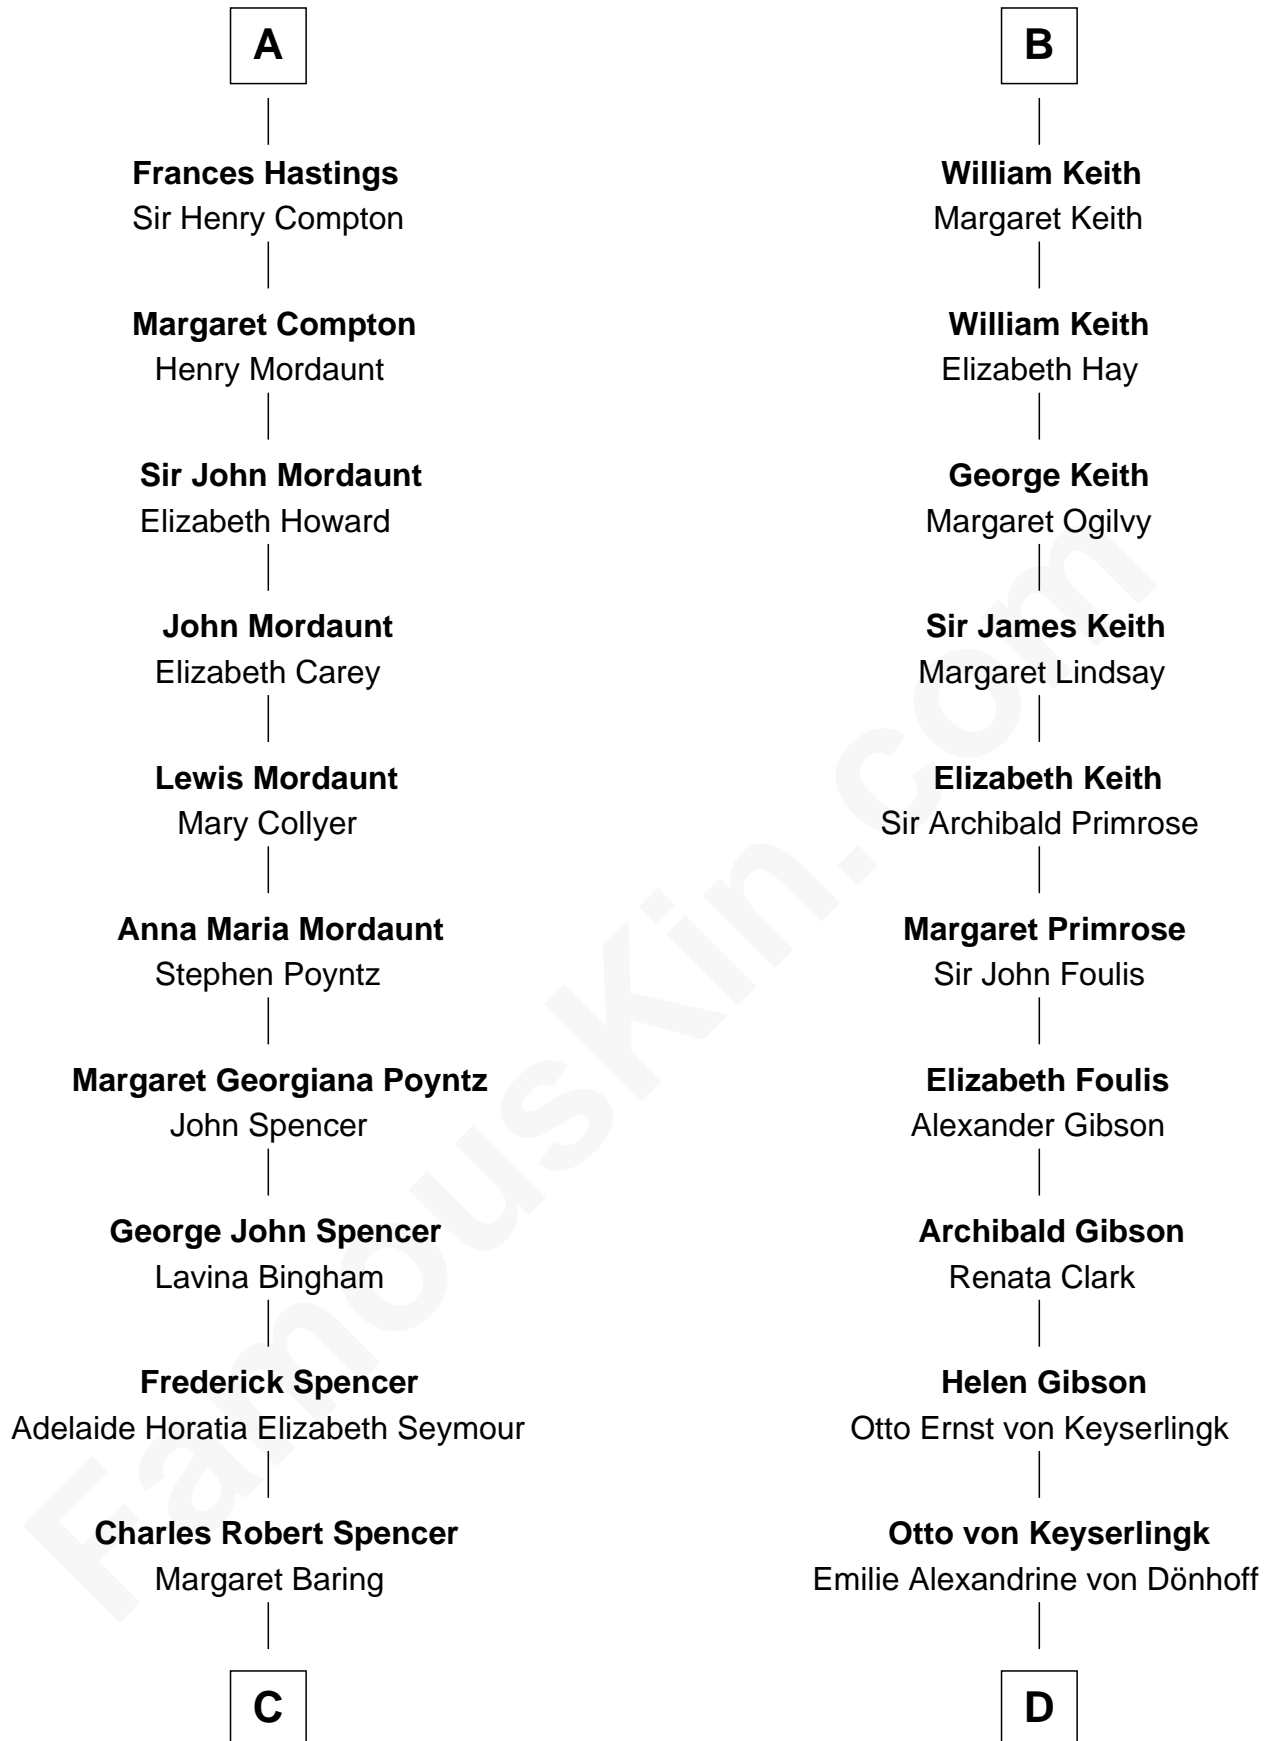 A
Frances Hastings
Sir Henry Compton
Margaret Compton
Henry Mordaunt
Sir John Mordaunt
Elizabeth Howard
John Mordaunt
Elizabeth Carey
Lewis Mordaunt
Mary Collyer
Anna Maria Mordaunt
Stephen Poyntz
Margaret Georgiana Poyntz
John Spencer
George John Spencer
Lavina Bingham
Frederick Spencer
Adelaide Horatia Elizabeth Seymour
Charles Robert Spencer
Margaret Baring
C
B
William Keith
Margaret Keith
William Keith
Elizabeth Hay
George Keith
Margaret Ogilvy
Sir James Keith
Margaret Lindsay
Elizabeth Keith
Sir Archibald Primrose
Margaret Primrose
Sir John Foulis
Elizabeth Foulis
Alexander Gibson
Archibald Gibson
Renata Clark
Helen Gibson
Otto Ernst von Keyserlingk
Otto von Keyserlingk
Emilie Alexandrine von Dönhoff
D
FamousKin.com